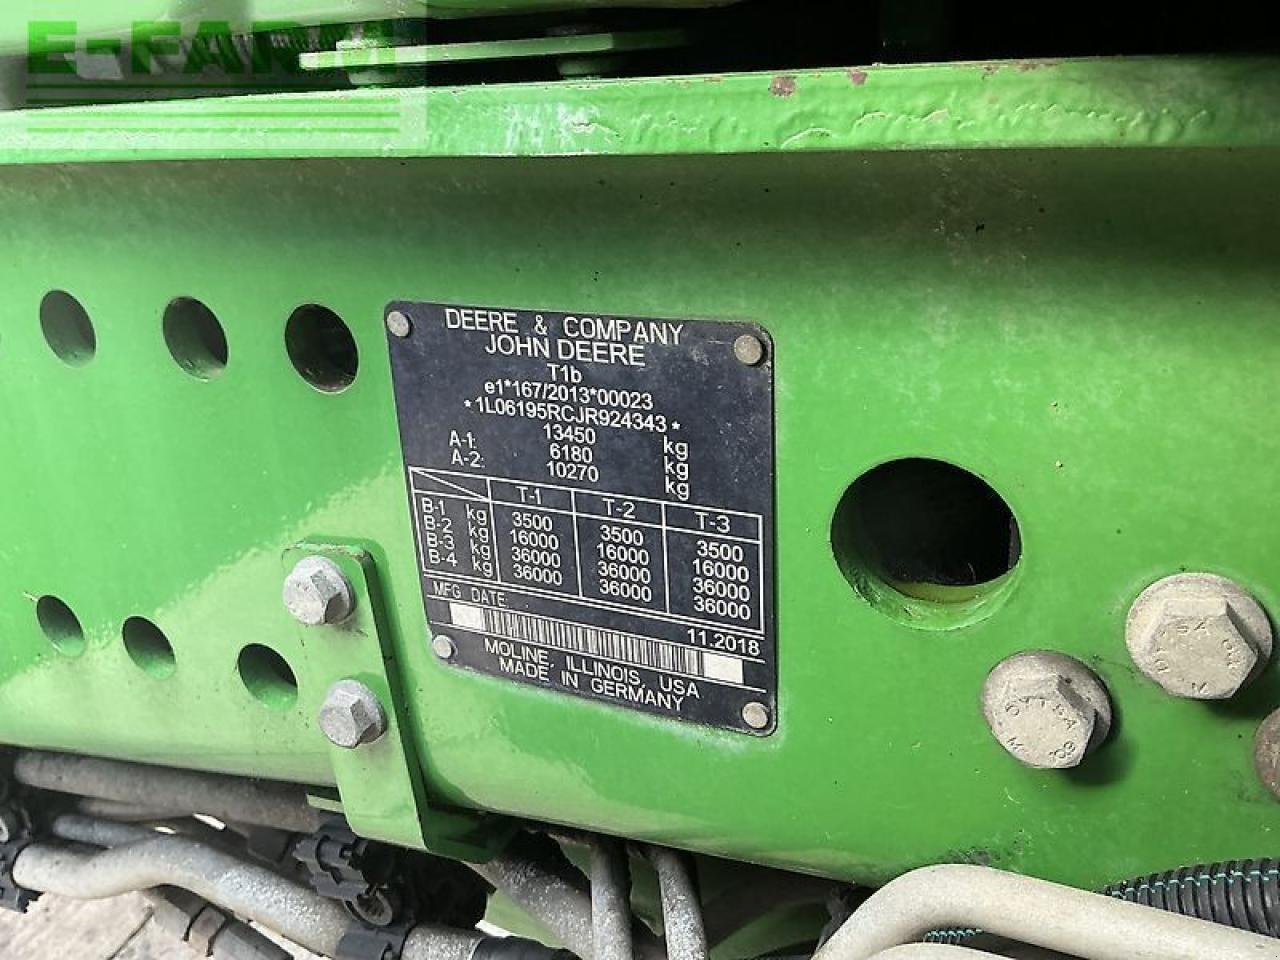 E-FARM
DEERE & COMPANY
JOHN DEERE
T1b
e1*167/2013*00023
*1L06195RCJR924343*
13450 kg
A-1: 6180 kg
A-2: 10270 kg
T-1 T-2 T-3
B-1 kg 3500 3500 3500
B-2 kg 16000 16000 16000
B-3 kg 36000 36000 36000
B-4 kg 36000 36000 36000
MFG DATE:
11.2018
MOLINE, ILLINOIS, USA
MADE IN GERMANY